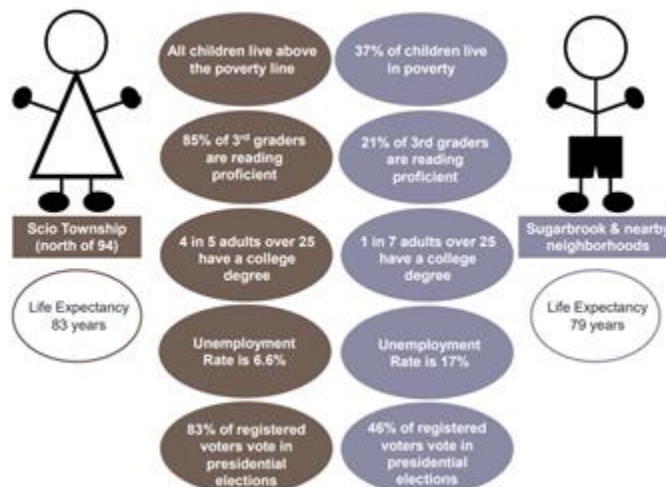 All children live above
the poverty line
37% of children live
in poverty
85% of 3rd graders
are reading
proficient
21% of 3rd graders
are reading
proficient
Scio Township
(north of 94)
4 in 5 adults over 25
have a college
degree
1 in 7 adults over 25
have a college
degree
Sugarbrook & nearby
neighborhoods
Life Expectancy
83 years
Life Expectancy
79 years
Unemployment
Rate is 6.6%
Unemployment
Rate is 17%
83% of registered
voters vote in
presidential
elections
46% of registered
voters vote in
presidential
elections